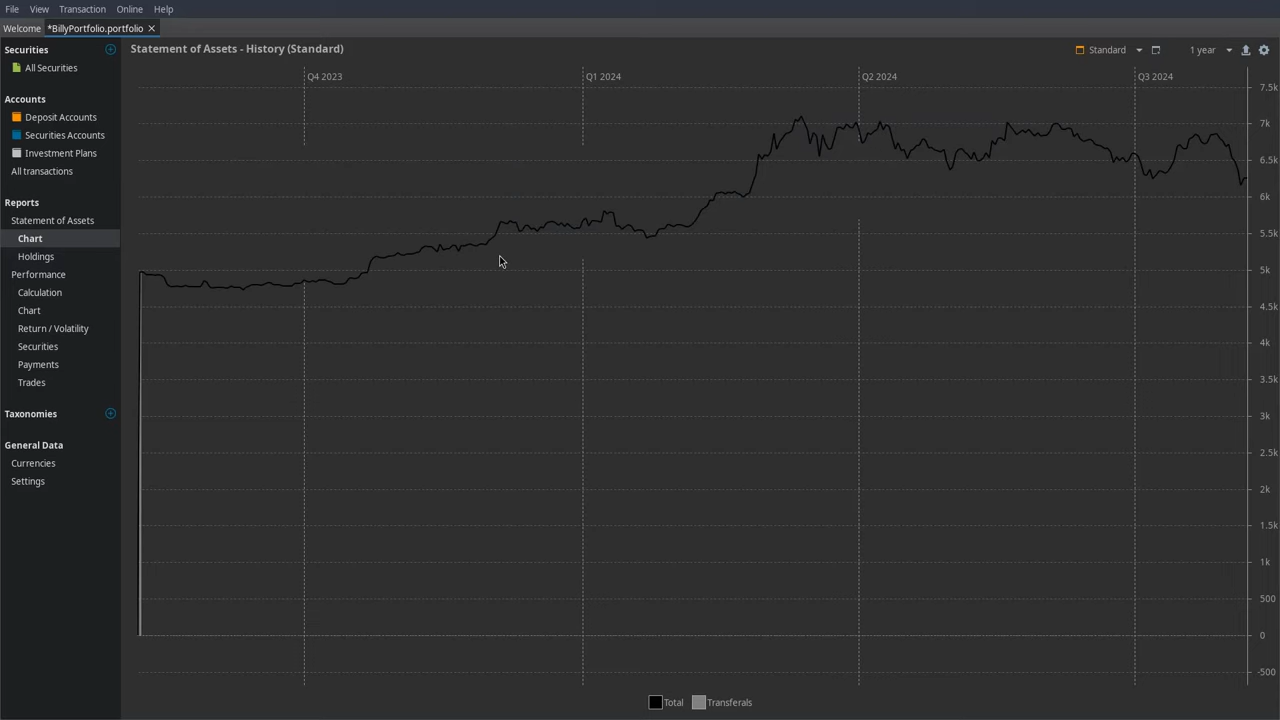 File View Transaction Online Help
Welcome *BillyPortfolio.portfolio
Securities
All Securities
Accounts
Deposit Accounts
Securities Accounts
Investment Plans
All transactions
Reports
Statement of Assets
Chart
Holdings
Performance
Calculation
Chart
Return / Volatility
Securities
Payments
Trades
Taxonomies
General Data
Currencies
Settings
Statement of Assets - History (Standard)
Standard 1 year
Q4 2023 Q1 2024 Q2 2024 Q3 2024
7.5k
7k
6.5k
6k
5.5k
5k
4.5k
4k
3.5k
3k
2.5k
2k
1.5k
1k
500
0
-500
Total Transferals